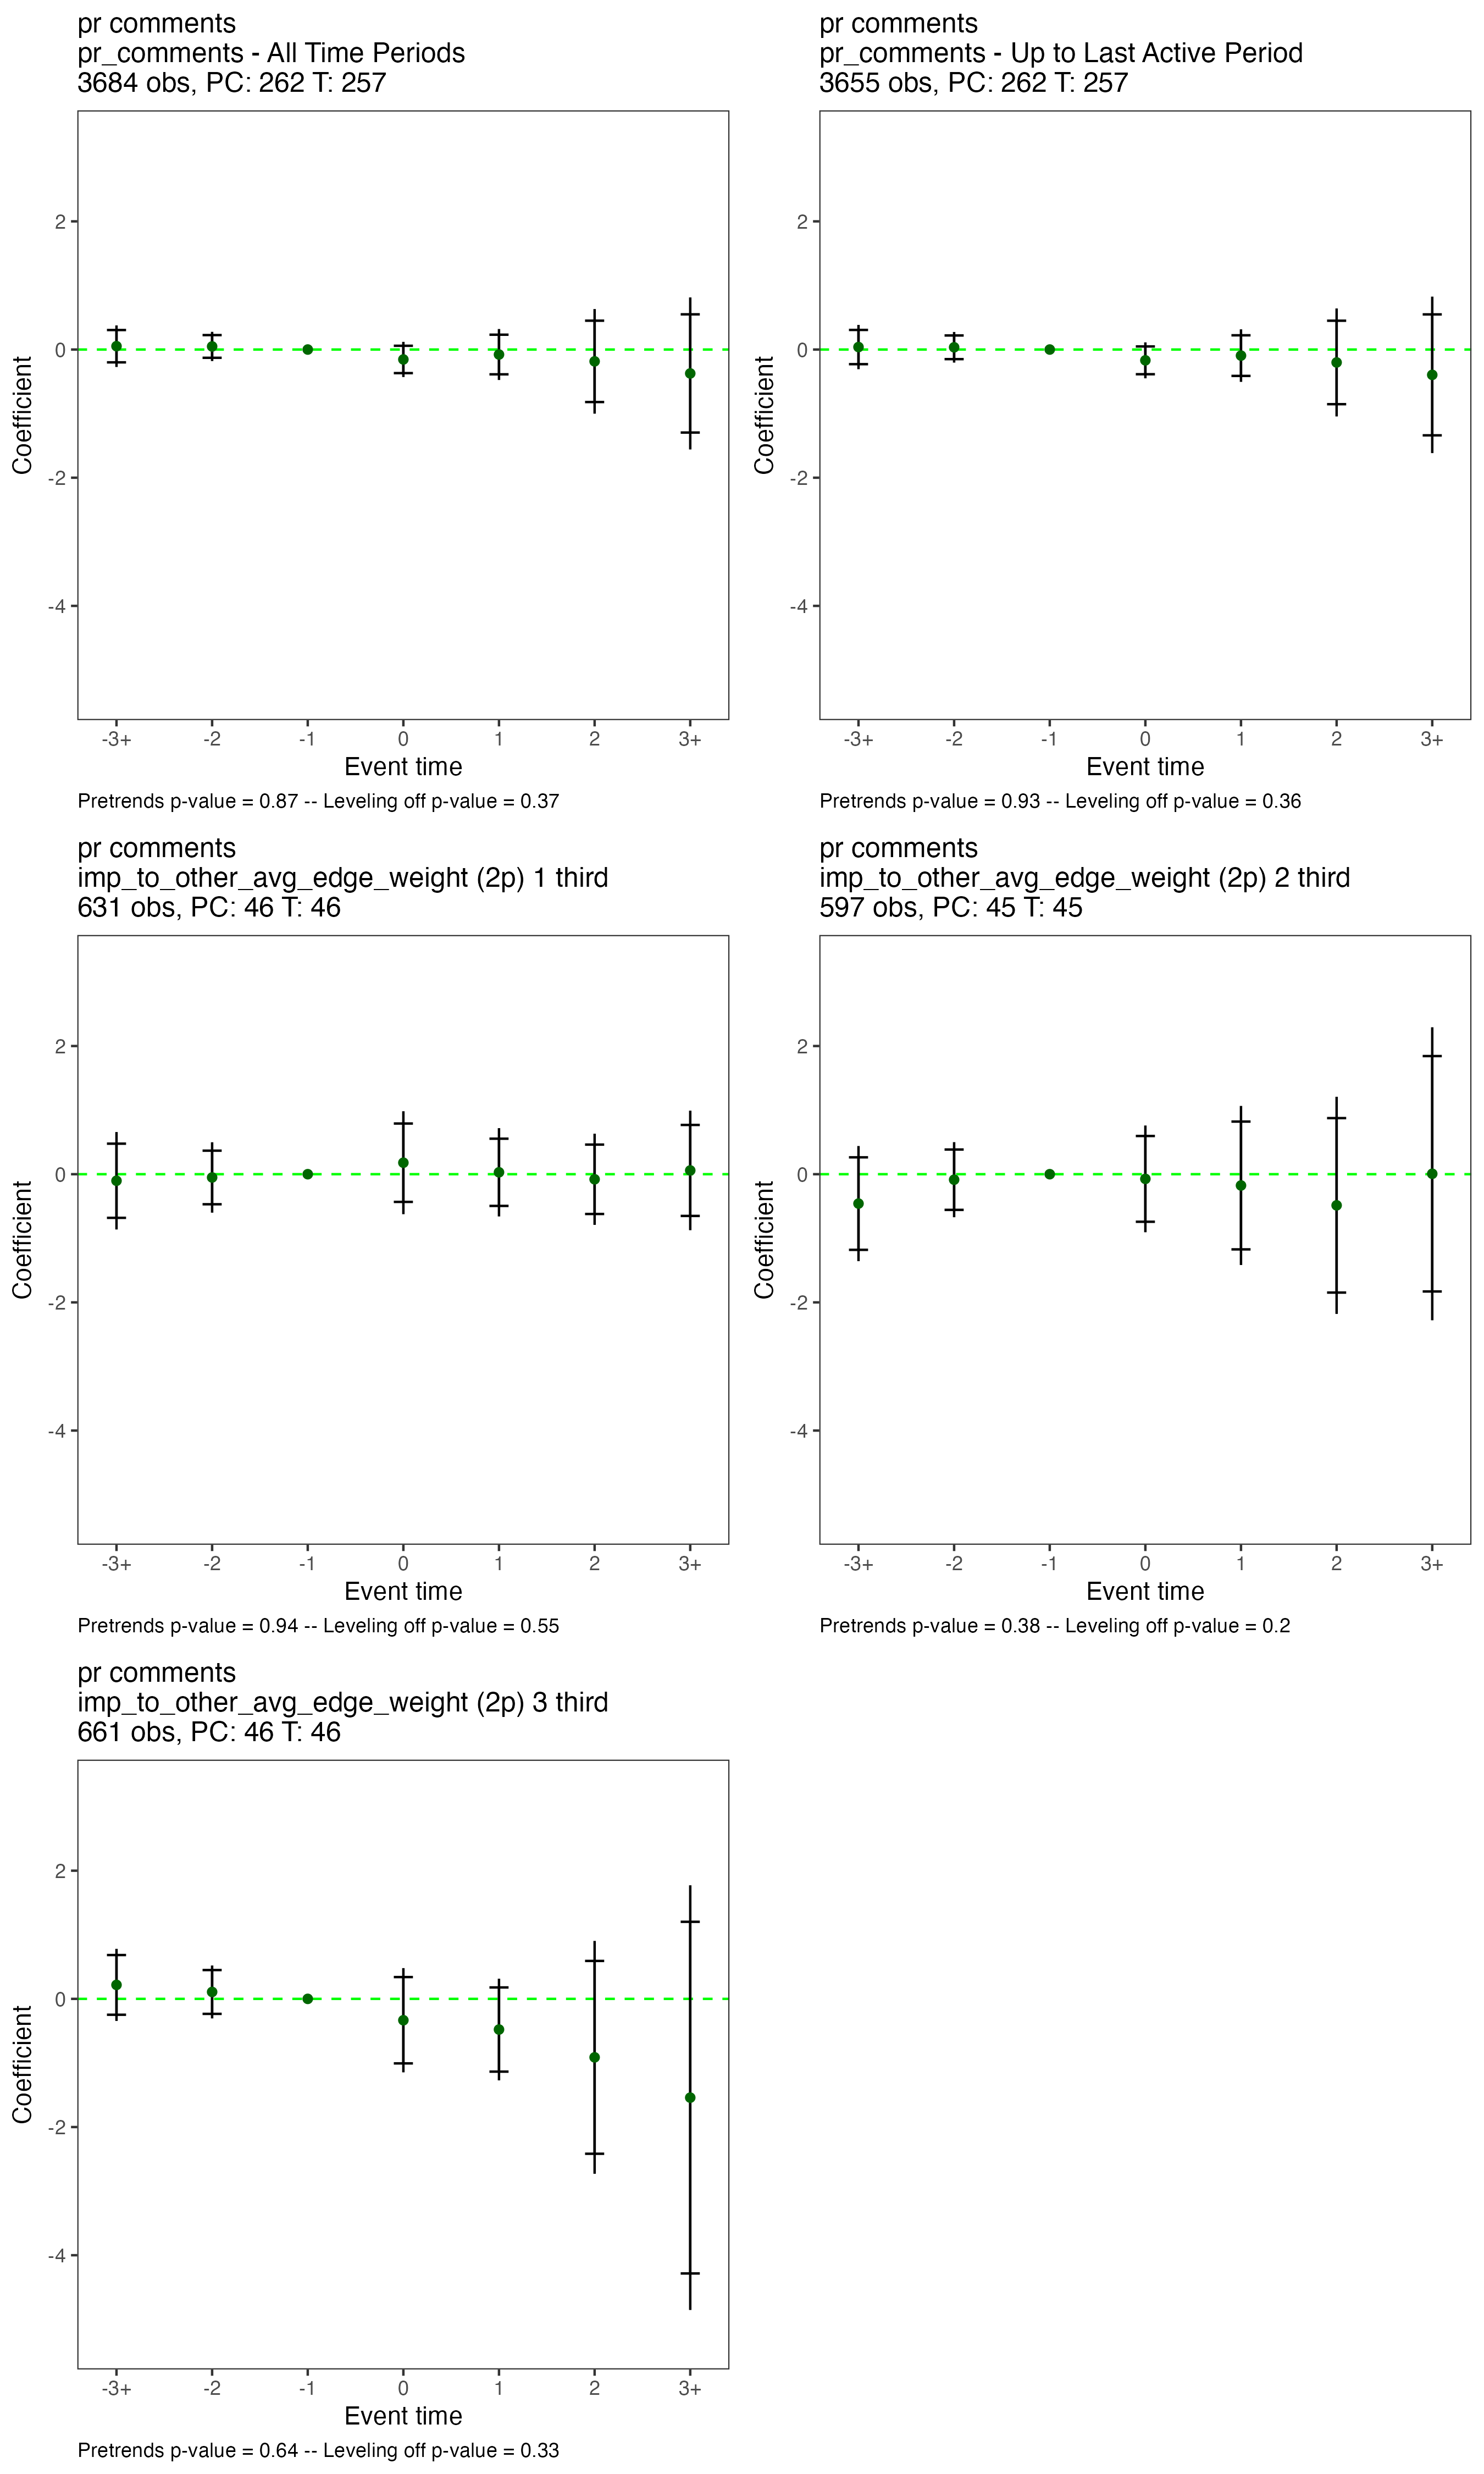 pr comments
pr_comments - All Time Periods
3684 obs, PC: 262 T: 257
Coefficient
2
0
-2
-4
-3+ -2 -1 0 1 2 3+
Event time
Pretrends p-value = 0.87 -- Leveling off p-value = 0.37
pr comments
pr_comments - Up to Last Active Period
3655 obs, PC: 262 T: 257
Coefficient
2
0
-2
-4
-3+ -2 -1 0 1 2 3+
Event time
Pretrends p-value = 0.93 -- Leveling off p-value = 0.36
pr comments
imp_to_other_avg_edge_weight (2p) 1 third
631 obs, PC: 46 T: 46
Coefficient
2
0
-2
-4
-3+ -2 -1 0 1 2 3+
Event time
Pretrends p-value = 0.94 -- Leveling off p-value = 0.55
pr comments
imp_to_other_avg_edge_weight (2p) 2 third
597 obs, PC: 45 T: 45
Coefficient
2
0
-2
-4
-3+ -2 -1 0 1 2 3+
Event time
Pretrends p-value = 0.38 -- Leveling off p-value = 0.2
pr comments
imp_to_other_avg_edge_weight (2p) 3 third
661 obs, PC: 46 T: 46
Coefficient
2
0
-2
-4
-3+ -2 -1 0 1 2 3+
Event time
Pretrends p-value = 0.64 -- Leveling off p-value = 0.33